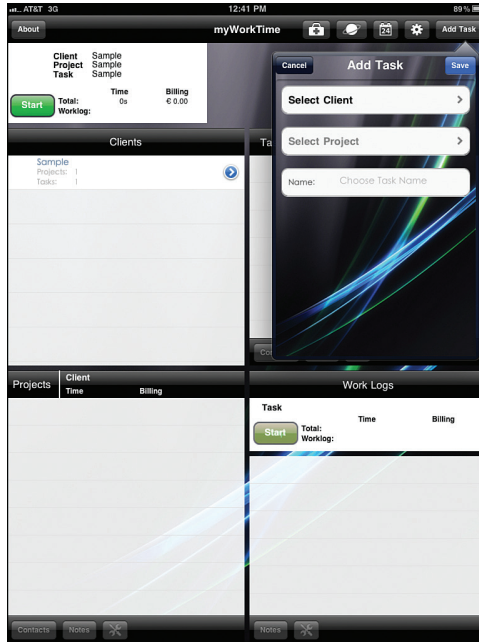 AT&T 3G 12:41 PM 89%
About myWorkTime 24 Add Task
Client Sample
Project Sample
Task Sample
Time Billing
Start Total: 0s € 0.00
Worklog:
Cancel Add Task Save
Select Client
Select Project
Name: Choose Task Name
Clients
Ta
Sample
Projects: 1
Tasks: 1
Co
Projects Client
Time Billing
Work Logs
Task
Time Billing
Start Total:
Worklog:
Contacts Notes
Notes